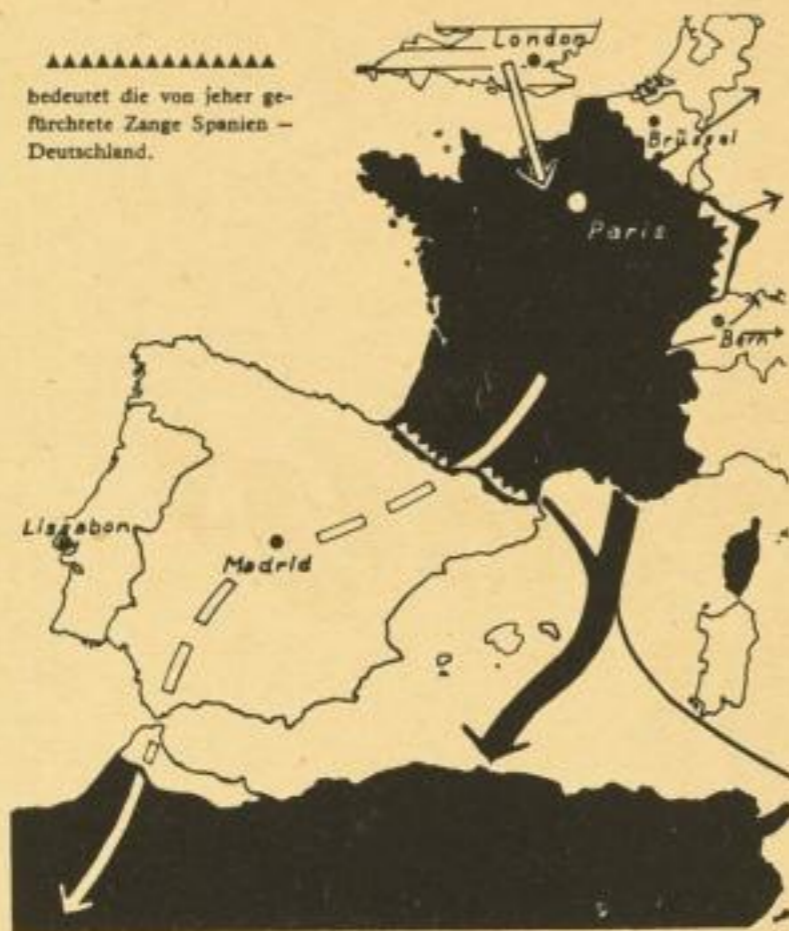 bedeutet die von jeher ge-
fürchtete Zange Spanien —
Deutschland.
London
Brüssel
Paris
Bern
Lissabon
Madrid